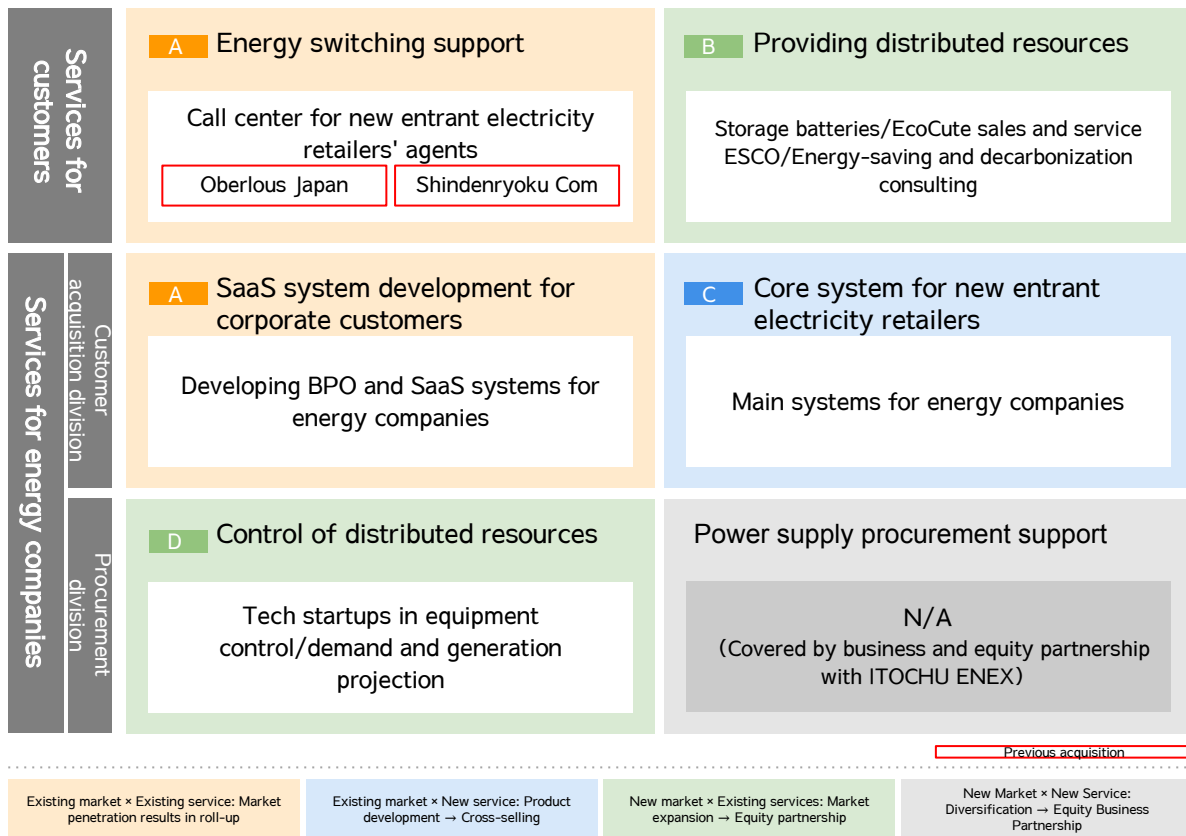 Services for
customers
A
Energy switching support
Call center for new entrant electricity
retailers' agents
Oberlous Japan
Shindenryoku Com
B
Providing distributed resources
Storage batteries/EcoCute sales and service
ESCO/Energy-saving and decarbonization
consulting
Services for energy companies
Customer
acquisition division
A
SaaS system development for
corporate customers
Developing BPO and SaaS systems for
energy companies
C
Core system for new entrant
electricity retailers
Main systems for energy companies
Procurement
division
D
Control of distributed resources
Tech startups in equipment
control/demand and generation
projection
Power supply procurement support
N/A
(Covered by business and equity partnership
with ITOCHU ENEX)
Previous acquisition
Existing market × Existing service: Market
penetration results in roll-up
Existing market × New service: Product
development → Cross-selling
New market × Existing services: Market
expansion → Equity partnership
New Market × New Service:
Diversification → Equity Business
Partnership